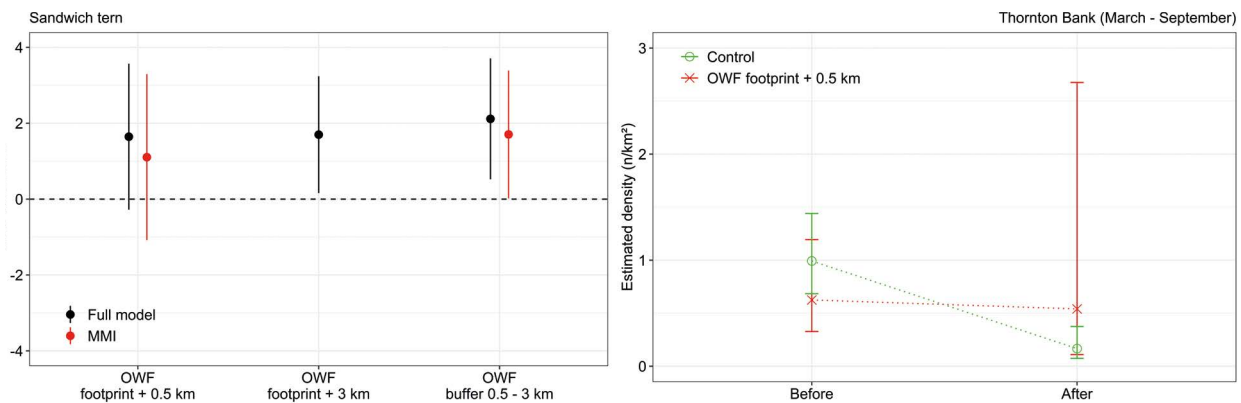 Sandwich tern
4
2
0
-2
-4
Full model
MMI
OWF
footprint + 0.5 km
OWF
footprint + 3 km
OWF
buffer 0.5 - 3 km
Thornton Bank (March - September)
Estimated density (n/km²)
3
2
1
0
Control
OWF footprint + 0.5 km
Before
After